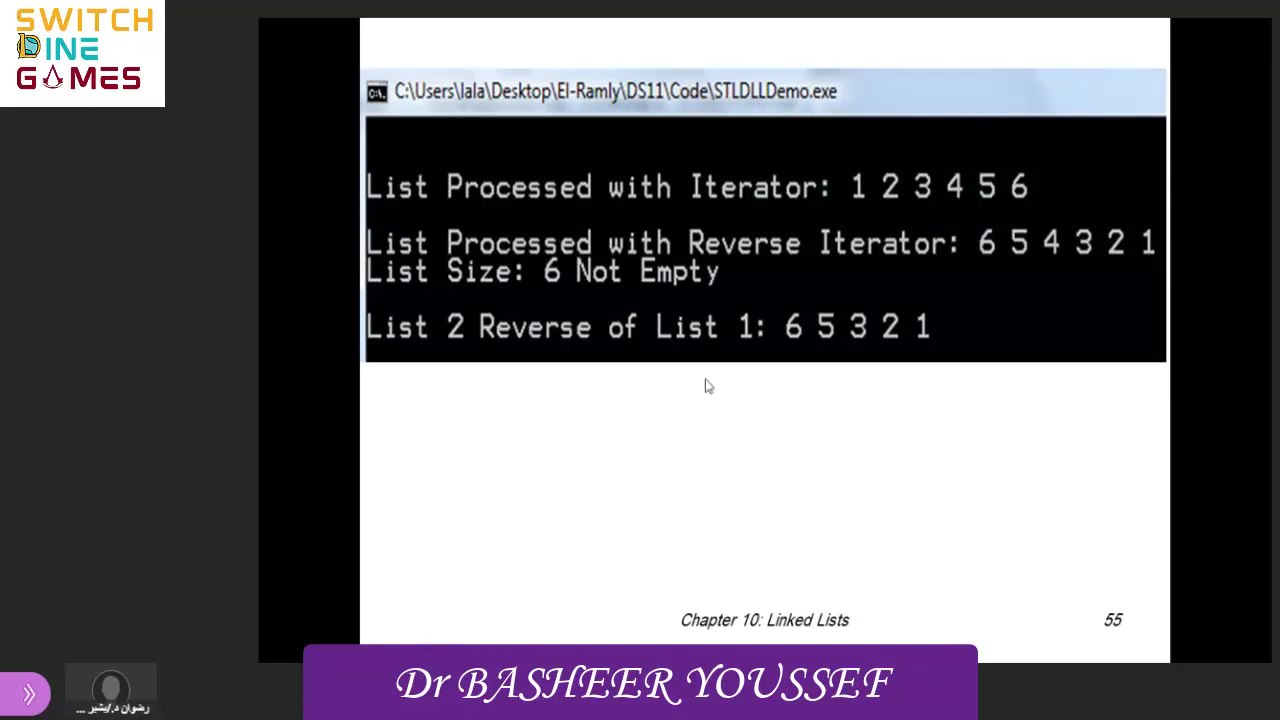 SWITCH
DINE
GAMES
C:\Users\lala\Desktop\El-Ramly\DS11\Code\STLDLLDemo.exe
List Processed with Iterator: 1 2 3 4 5 6
List Processed with Reverse Iterator: 6 5 4 3 2 1
List Size: 6 Not Empty
List 2 Reverse of List 1: 6 5 3 2 1
Chapter 10: Linked Lists
55
Dr BASHEER YOUSSEF
رضوان د./بشير ...